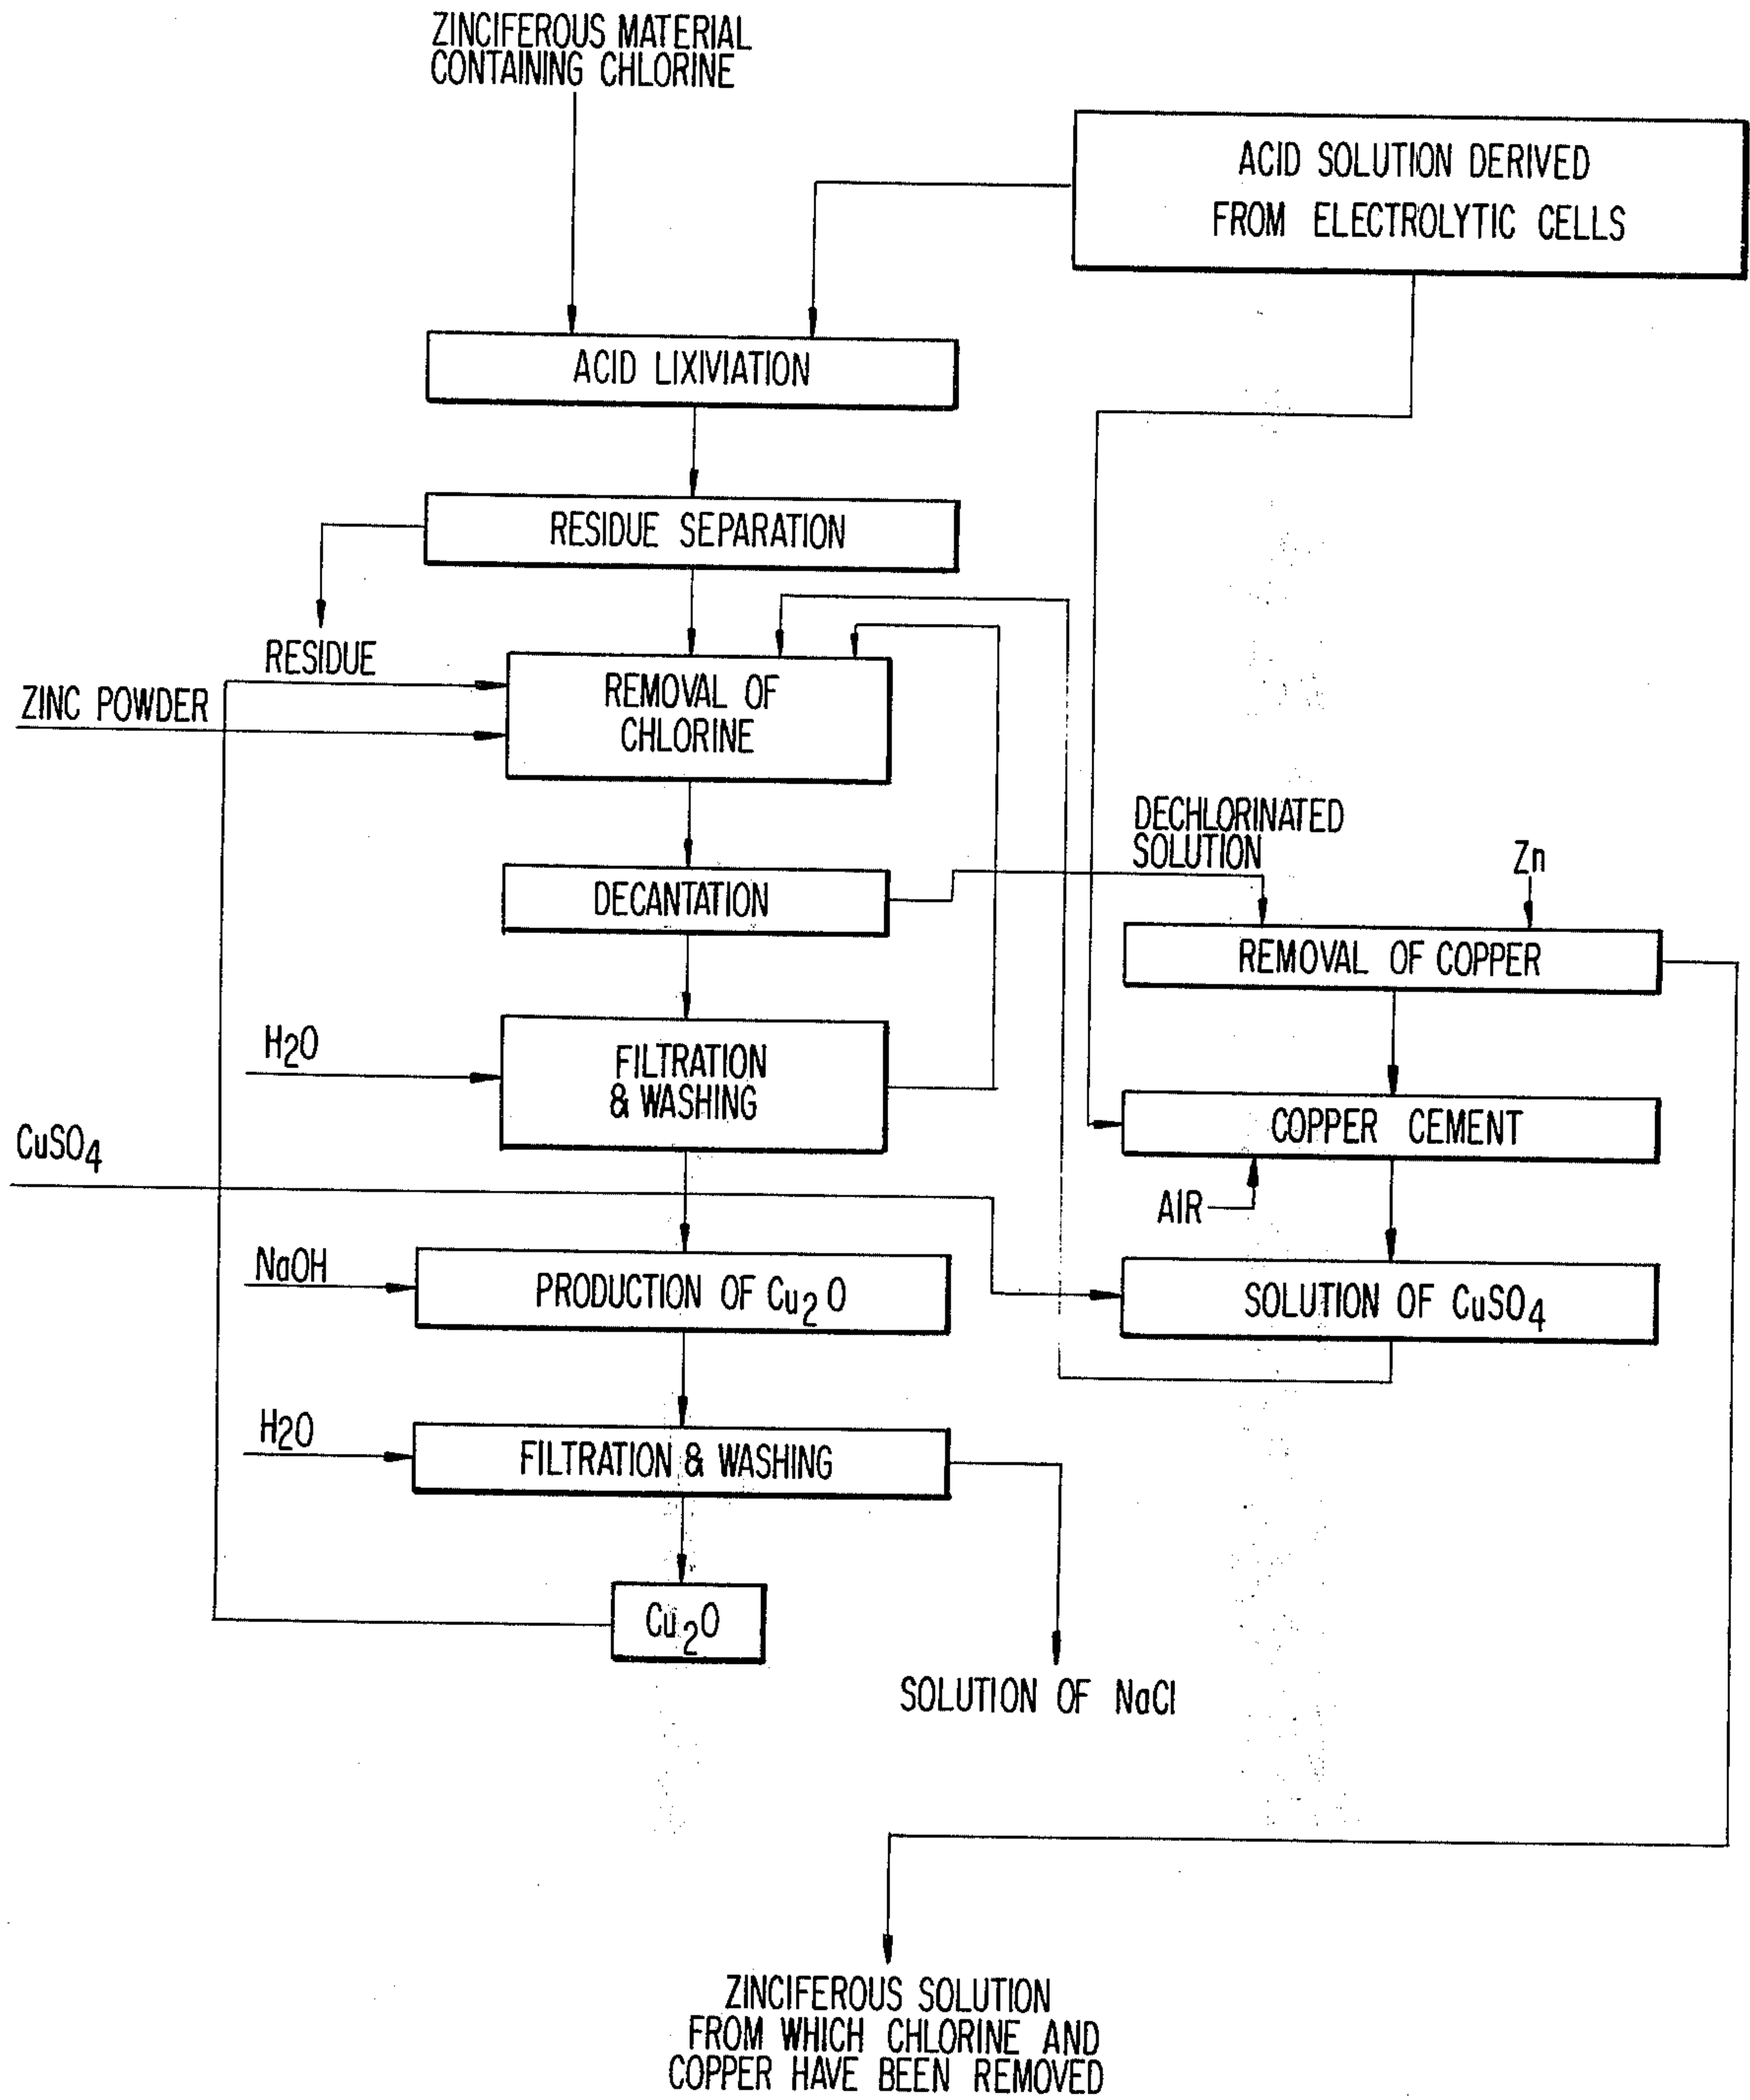 ZINCIFEROUS MATERIAL
CONTAINING CHLORINE
ACID SOLUTION DERIVED
FROM ELECTROLYTIC CELLS
ACID LIXIVIATION
RESIDUE SEPARATION
RESIDUE
ZINC POWDER
REMOVAL OF
CHLORINE
DECHLORINATED
SOLUTION
Zn
DECANTATION
REMOVAL OF COPPER
H2O
FILTRATION
& WASHING
COPPER CEMENT
CuSO4
AIR
NaOH
PRODUCTION OF Cu2O
SOLUTION OF CuSO4
H2O
FILTRATION & WASHING
Cu2O
SOLUTION OF NaCl
ZINCIFEROUS SOLUTION
FROM WHICH CHLORINE AND
COPPER HAVE BEEN REMOVED